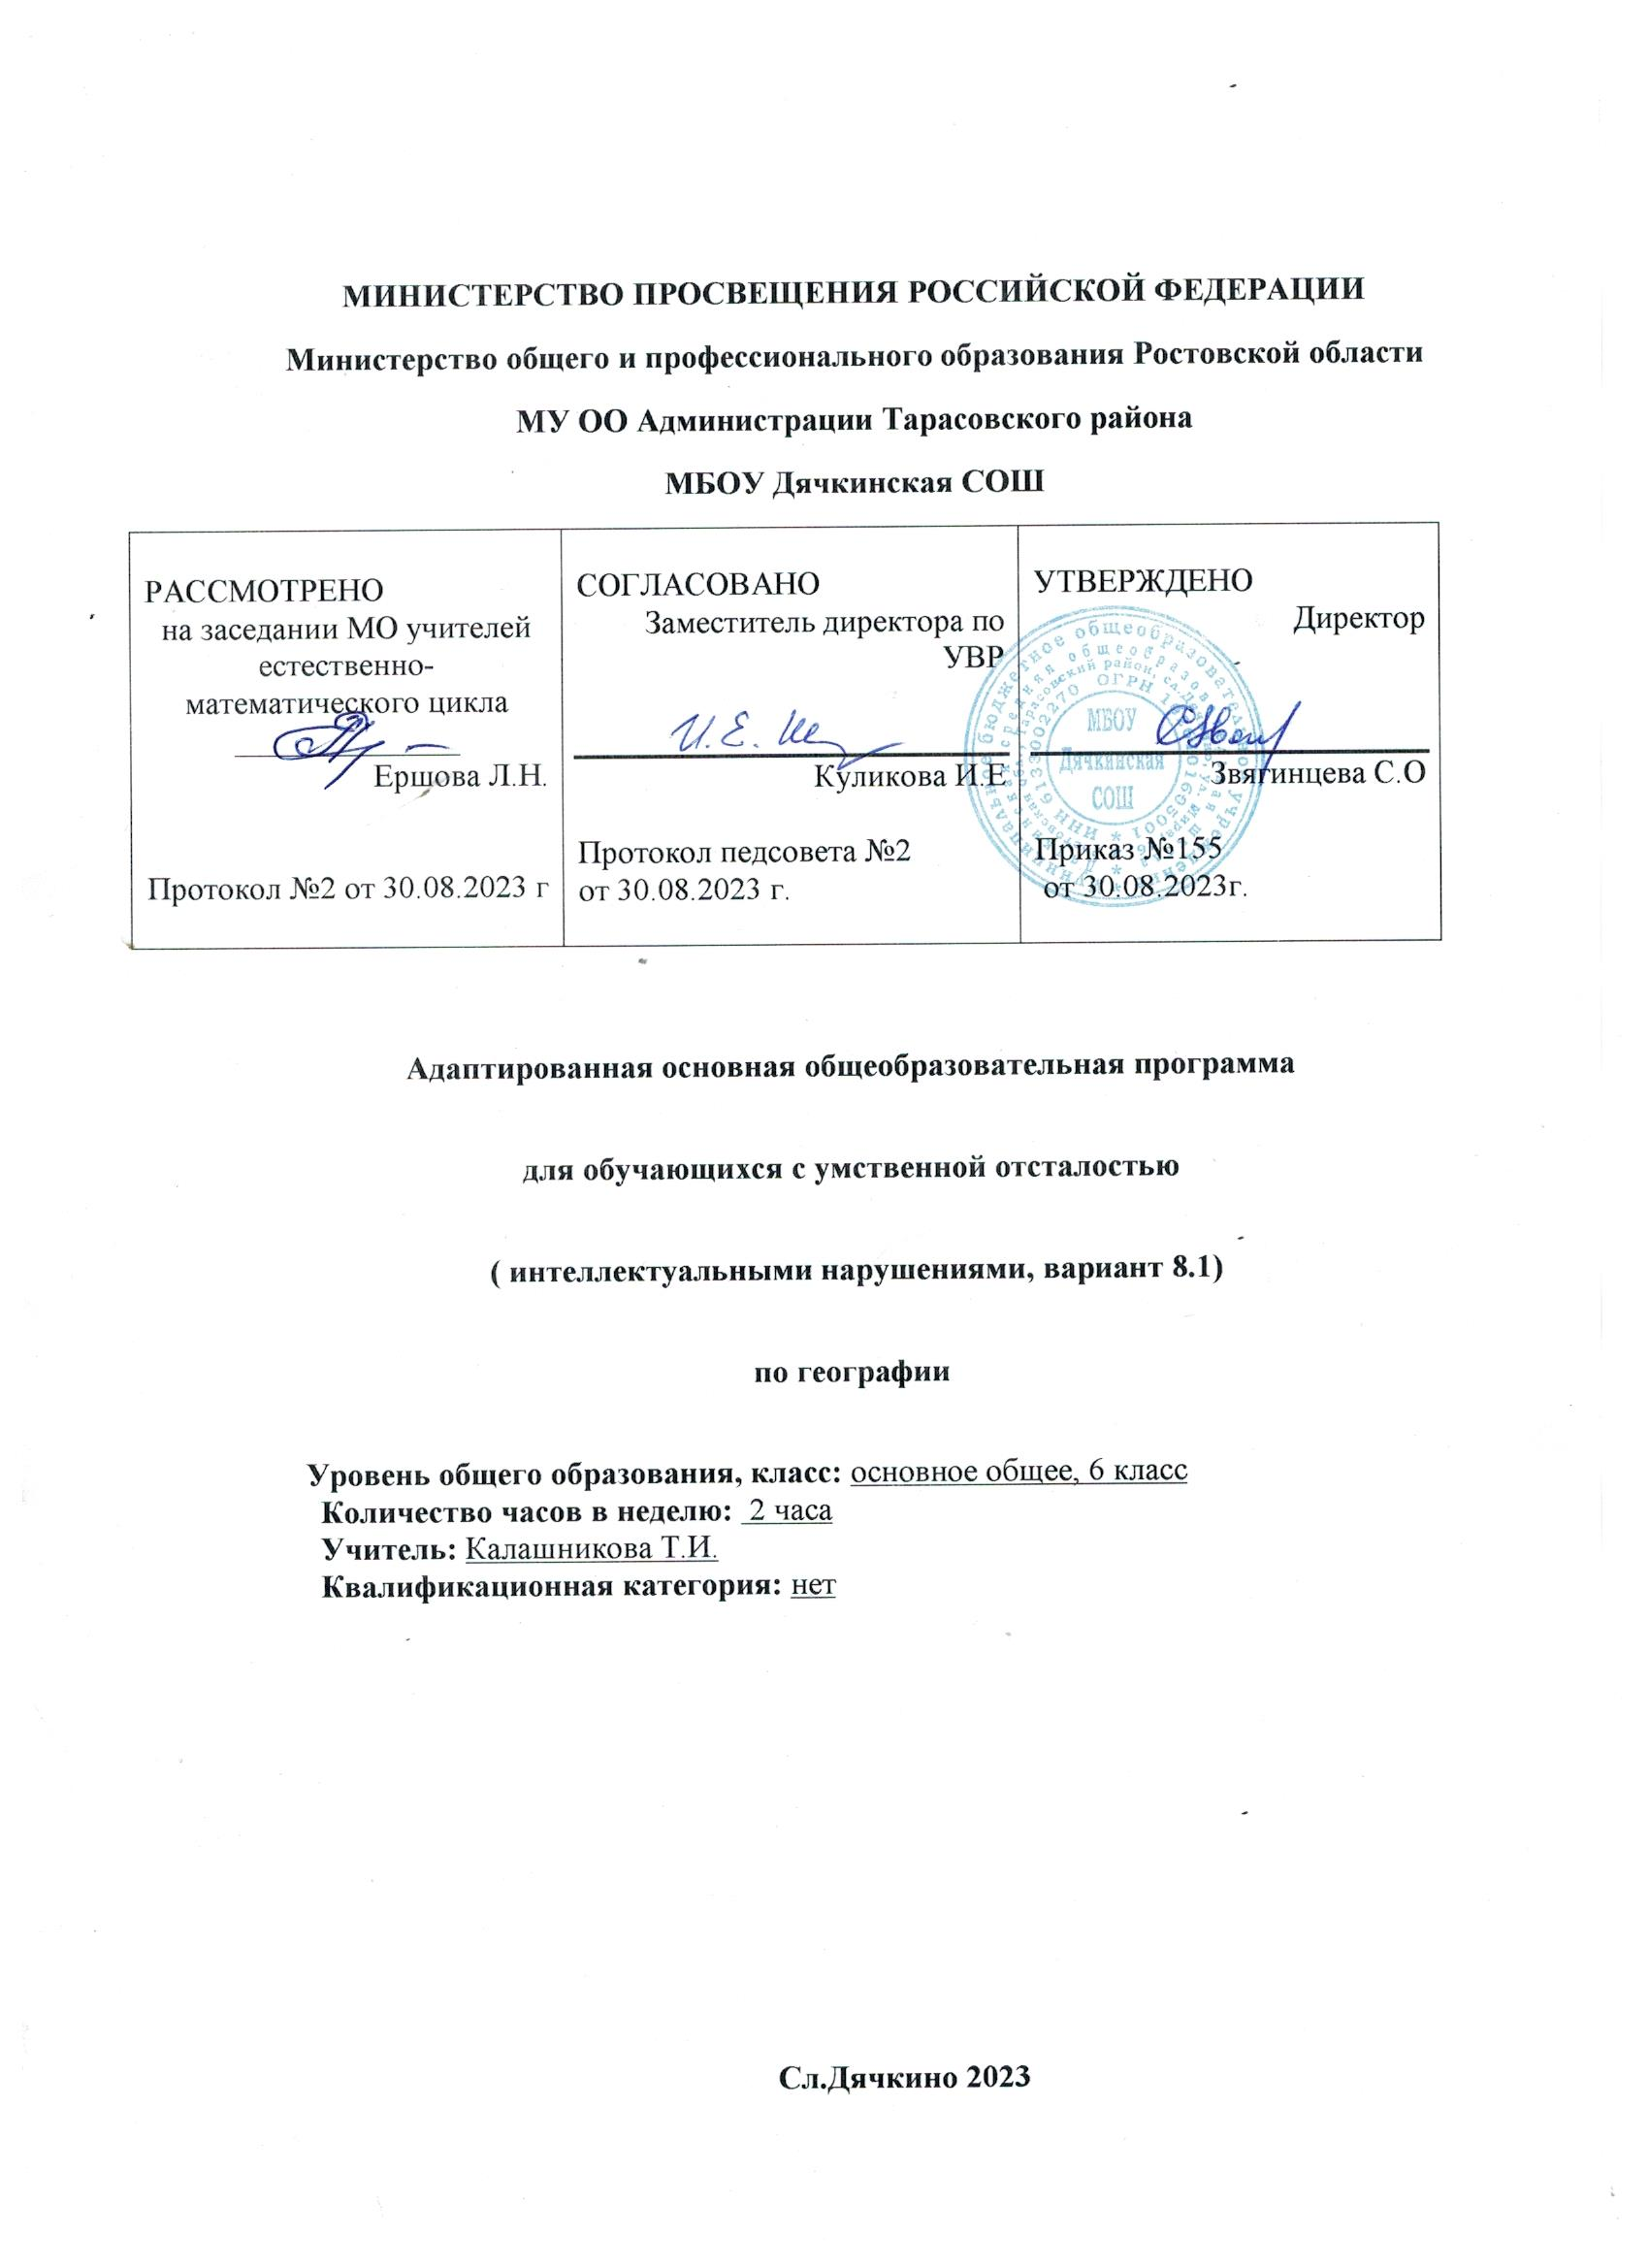 МИНИСТЕРСТВО ПРОСВЕЩЕНИЯ РОССИЙСКОЙ ФЕДЕРАЦИИ
Министерство общего и профессионального образования Ростовской области
МУ ОО Администрации Тарасовского района
МБОУ Дячкинская СОШ
РАССМОТРЕНО
на заседании МО учителей
естественно-
математического цикла
Ершова Л.Н.
Протокол №2 от 30.08.2023 г
СОГЛАСОВАНО
Заместитель директора по
УВР
Куликова И.Е
Протокол педсовета №2
от 30.08.2023 г.
УТВЕРЖДЕНО
Директор
Звягинцева С.О
Приказ №155
от 30.08.2023г.
МБОУ
Дячкинская
СОШ
Адаптированная основная общеобразовательная программа
для обучающихся с умственной отсталостью
( интеллектуальными нарушениями, вариант 8.1)
по географии
Уровень общего образования, класс: основное общее, 6 класс
Количество часов в неделю: 2 часа
Учитель: Калашникова Т.И.
Квалификационная категория: нет
Сл.Дячкино 2023